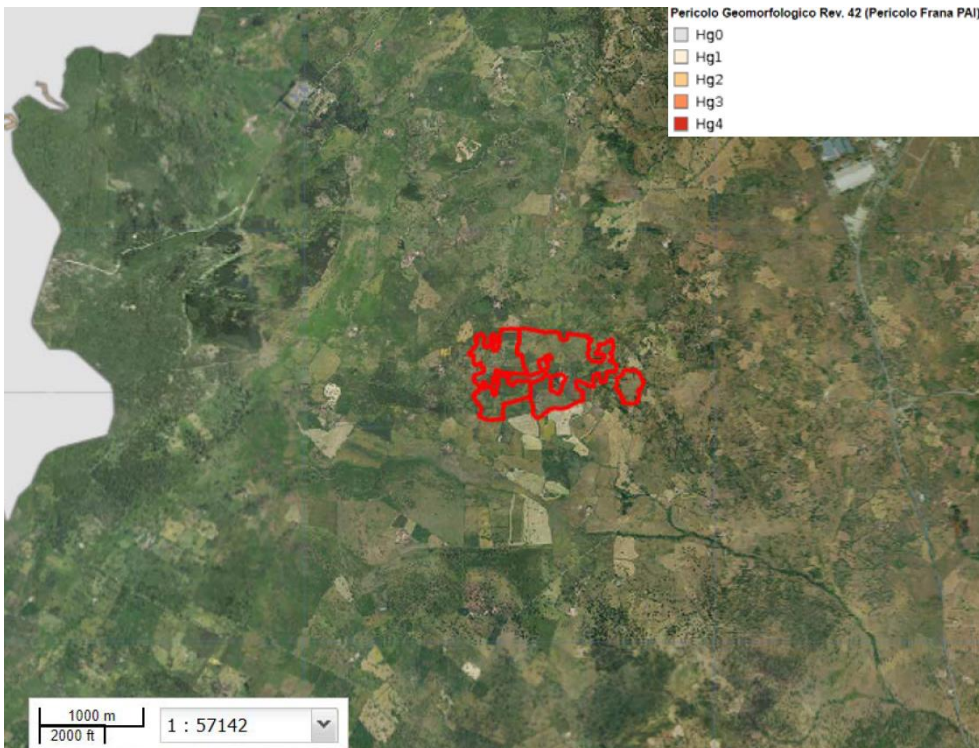 Pericolo Geomorfologico Rev. 42 (Pericolo Frana PAI)
Hg0
Hg1
Hg2
Hg3
Hg4
1000 m
2000 ft
1 : 57142